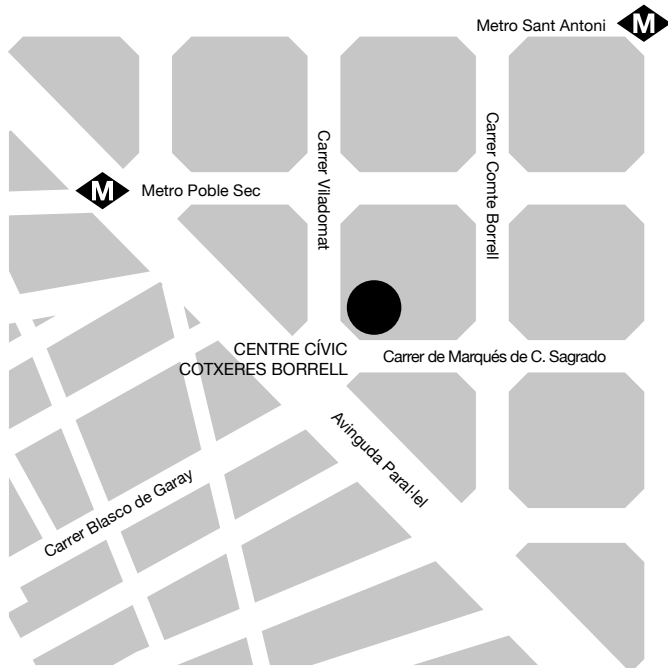 Metro Sant Antoni M
Carrer Viladomat
Carrer Comte Borrell
M Metro Poble Sec
CENTRE CÍVIC
COTXERES BORRELL
Carrer de Marqués de C. Sagrado
Avinguda Paral·lel
Carrer Blasco de Garay